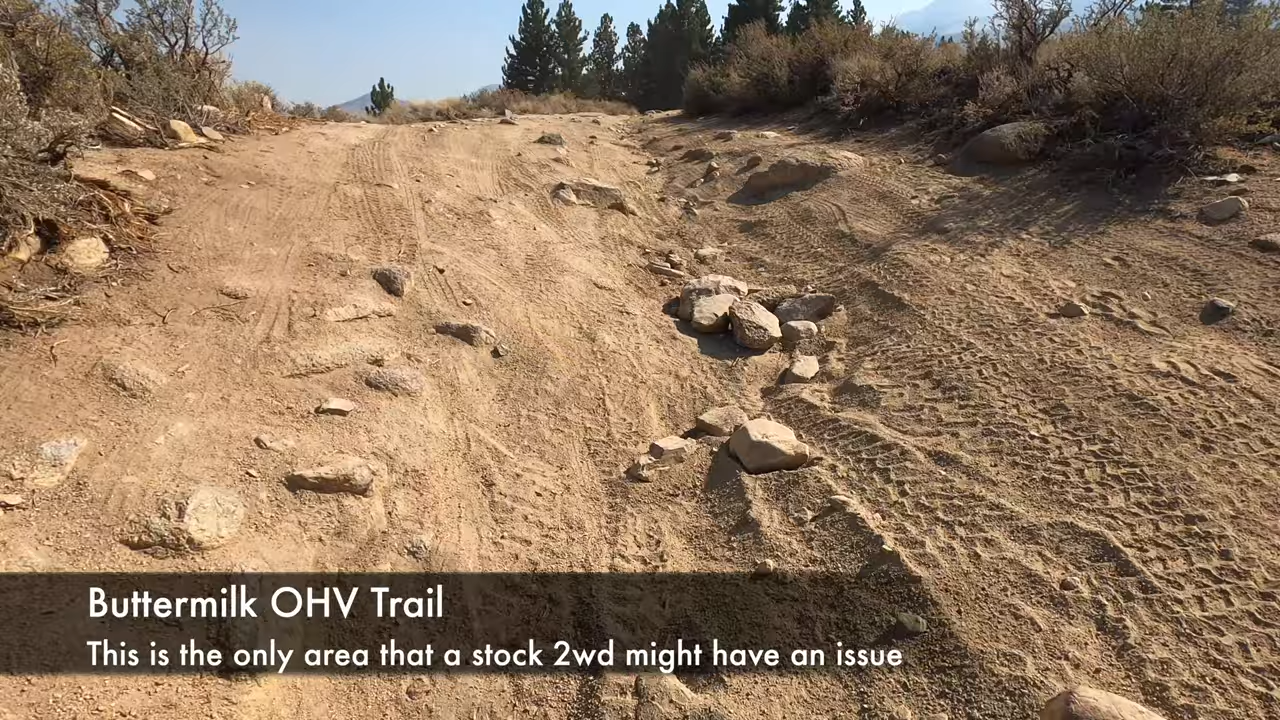 Buttermilk OHV Trail
This is the only area that a stock 2wd might have an issue